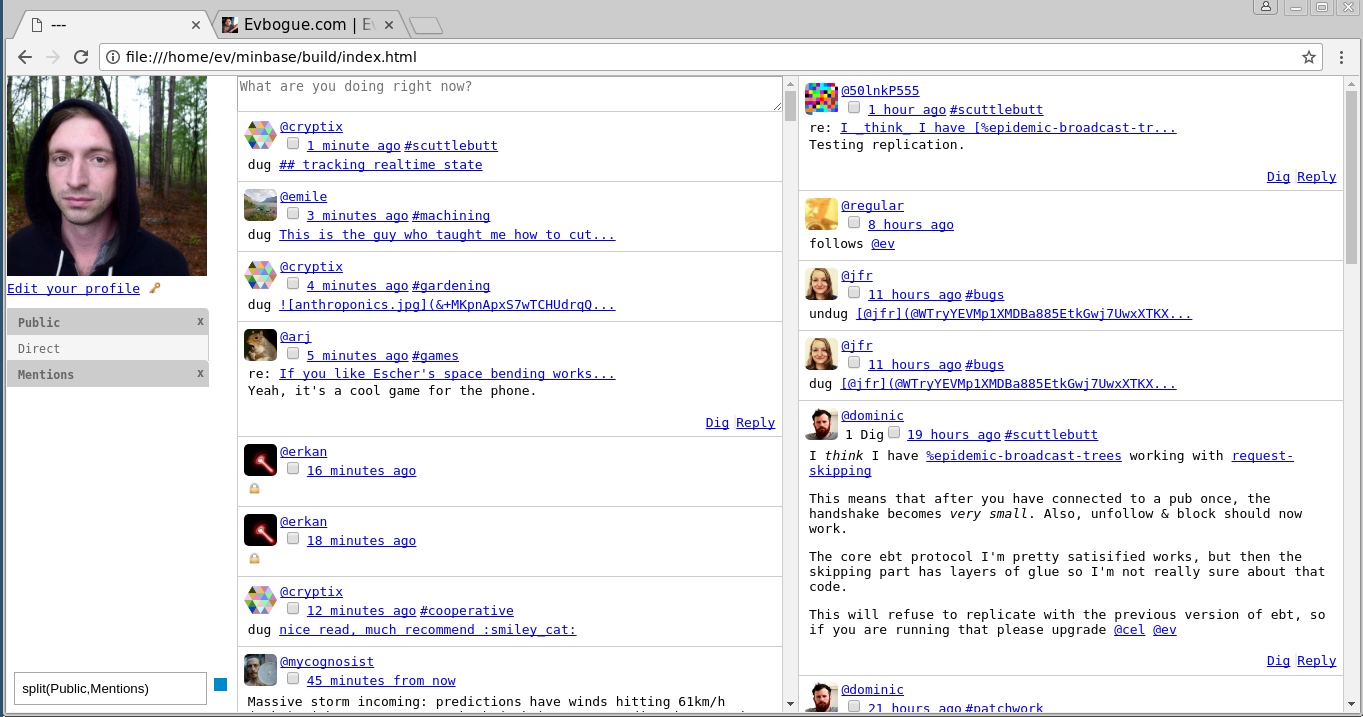 ---
Evbogue.com | E
file:///home/ev/minbase/build/index.html
Edit your profile
Public x
Direct
Mentions x
split(Public,Mentions)
What are you doing right now?
@cryptix
1 minute ago #scuttlebutt
dug ## tracking realtime state
@emile
3 minutes ago #machining
dug This is the guy who taught me how to cut...
@cryptix
4 minutes ago #gardening
dug ![anthroponics.jpg](&+MKpnApxS7wTCHUdrqQ...
@arj
5 minutes ago #games
re: If you like Escher's space bending works...
Yeah, it's a cool game for the phone.
Dig Reply
@erkan
16 minutes ago
@erkan
18 minutes ago
@cryptix
12 minutes ago #cooperative
dug nice read, much recommend :smiley_cat:
@mycognosist
45 minutes from now
Massive storm incoming: predictions have winds hitting 61km/h
@50lnkP555
1 hour ago #scuttlebutt
re: I _think_ I have [%epidemic-broadcast-tr...
Testing replication.
Dig Reply
@regular
8 hours ago
follows @ev
@jfr
11 hours ago #bugs
undug [@jfr](@WTryYEVMp1XMDBa885EtkGwj7UwxXTKX...
@jfr
11 hours ago #bugs
dug [@jfr](@WTryYEVMp1XMDBa885EtkGwj7UwxXTKX...
@dominic
1 Dig 19 hours ago #scuttlebutt
I think I have %epidemic-broadcast-trees working with request-
skipping
This means that after you have connected to a pub once, the
handshake becomes very small. Also, unfollow & block should now
work.
The core ebt protocol I'm pretty satisified works, but then the
skipping part has layers of glue so I'm not really sure about that
code.
This will refuse to replicate with the previous version of ebt, so
if you are running that please upgrade @cel @ev
Dig Reply
@dominic
21 hours ago #patchwork